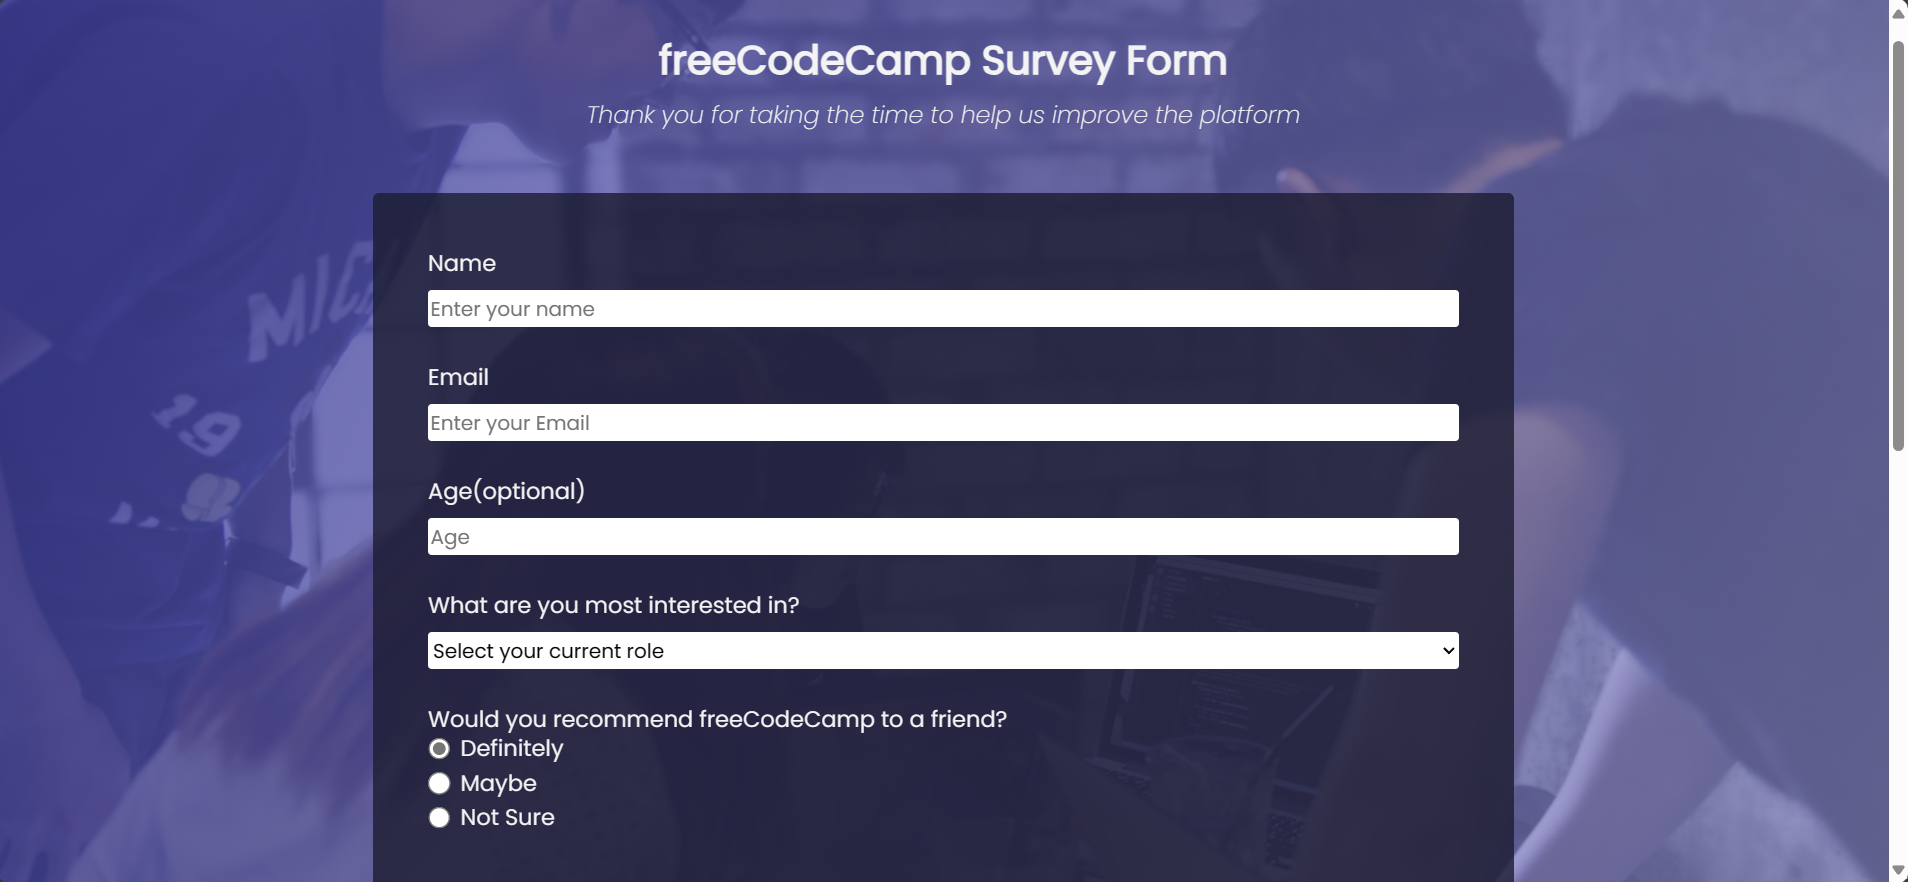 freeCodeCamp Survey Form
Thank you for taking the time to help us improve the platform
Name
Enter your name
Email
Enter your Email
Age(optional)
Age
What are you most interested in?
Select your current role
Would you recommend freeCodeCamp to a friend?
Definitely
Maybe
Not Sure
19